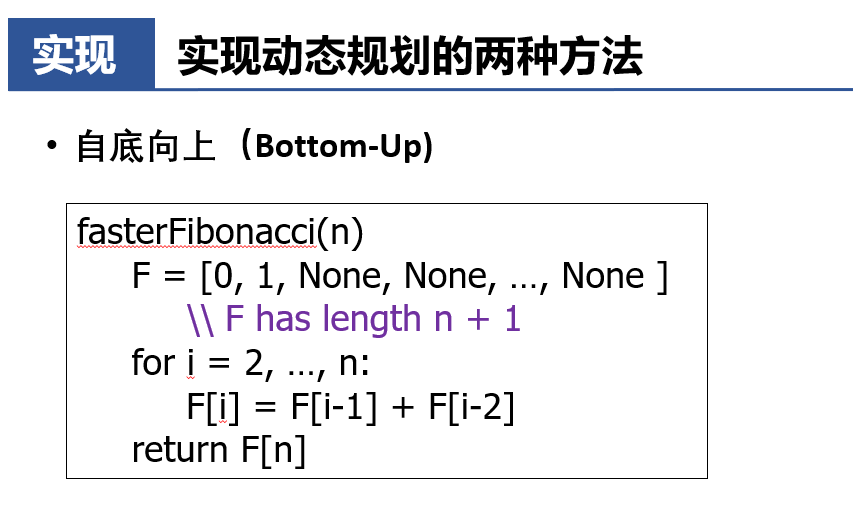 实现
实现动态规划的两种方法
• 自底向上（Bottom-Up)
fasterFibonacci(n)
F = [0, 1, None, None, …, None ]
\\ F has length n + 1
for i = 2, …, n:
F[i] = F[i-1] + F[i-2]
return F[n]